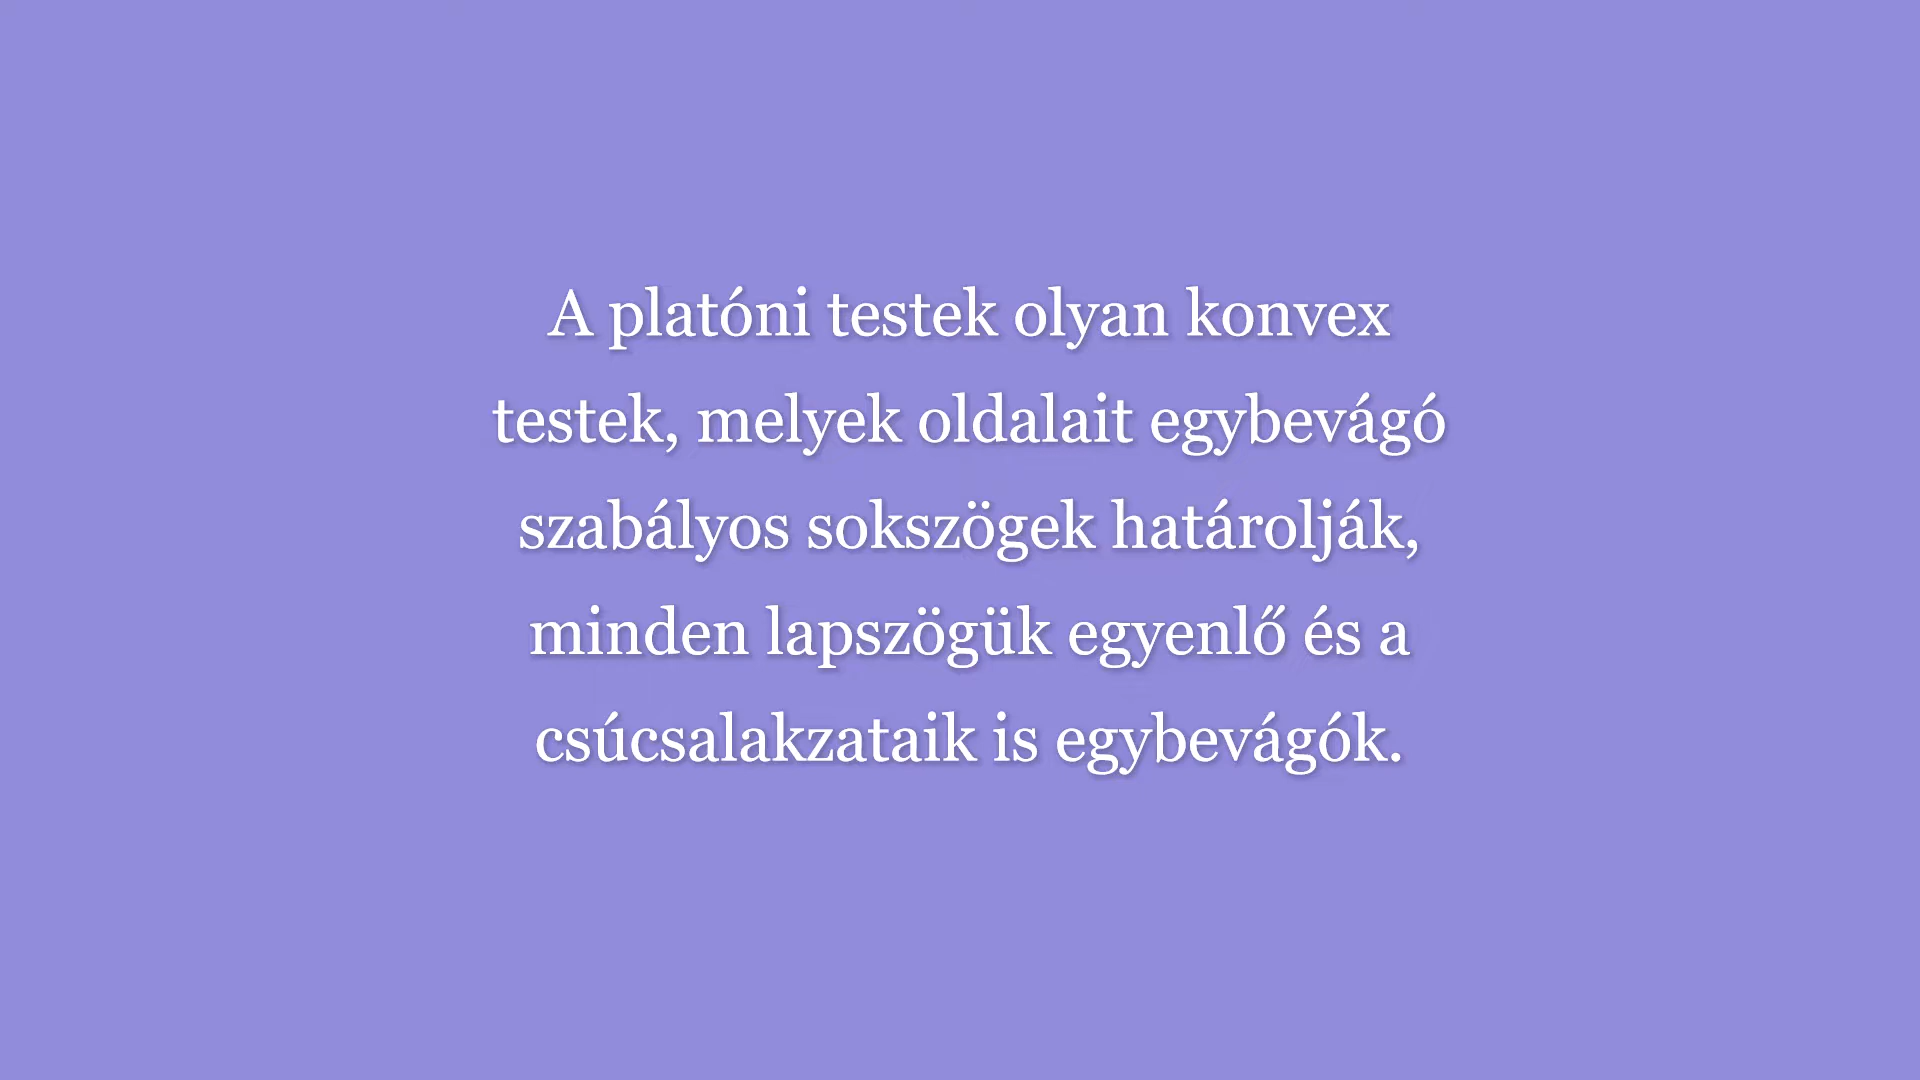 A platóni testek olyan konvex
testek, melyek oldalait egybevágó
szabályos sokszögek határolják,
minden lapszögük egyenlő és a
csúcsalakzataik is egybevágók.